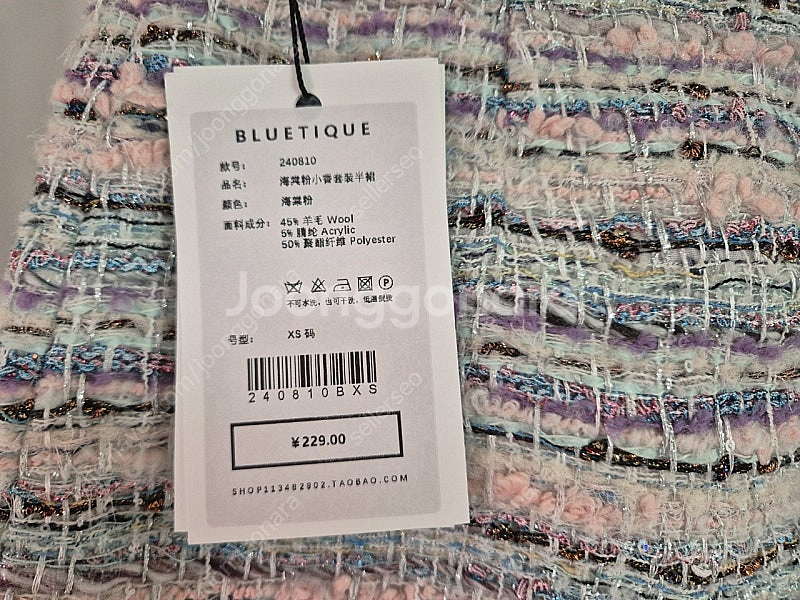 BLUETIQUE
款号: 240810
品名: 海棠粉小香套装半裙
颜色: 海棠粉
面料成分: 45% 羊毛 Wool
5% 腈纶 Acrylic
50% 聚酯纤维 Polyester
不可水洗，也可干洗，低温熨烫
号型: XS 码
240810BXS
¥229.00
SHOP113482902.TAOBAO.COM
Joonggonara